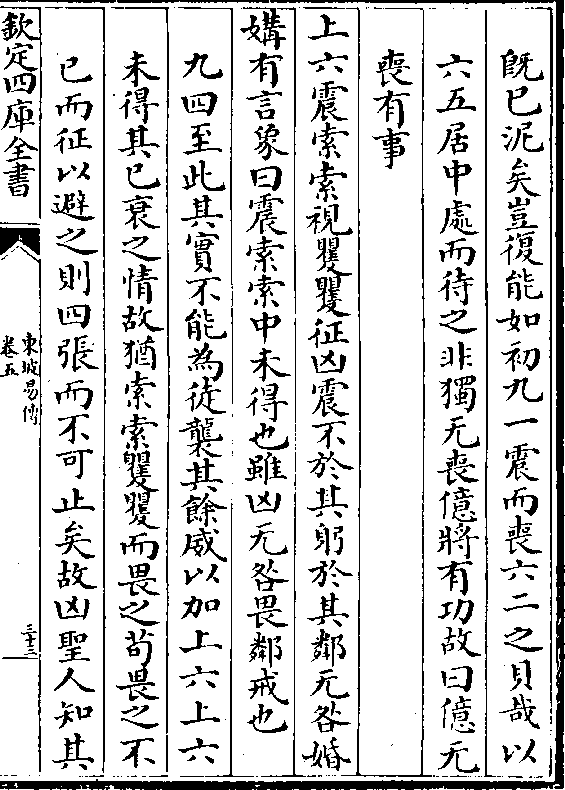 既已泥矣豈復能如初九一震而喪六二之貝哉以
六五居中處而待之非獨无喪億將有功故曰億无
喪有事
上六震索索視矍矍征凶震不於其躬於其鄰无咎婚
媾有言象曰震索索中未得也雖凶无咎畏鄰戒也
九四至此其實不能為徒襲其餘威以加上六上六
未得其已衰之情故猶索索矍矍而畏之苟畏之不
已而征以避之則四張而不可止矣故凶聖人知其
欽定四庫全書
東坡易傳
卷五
三十三